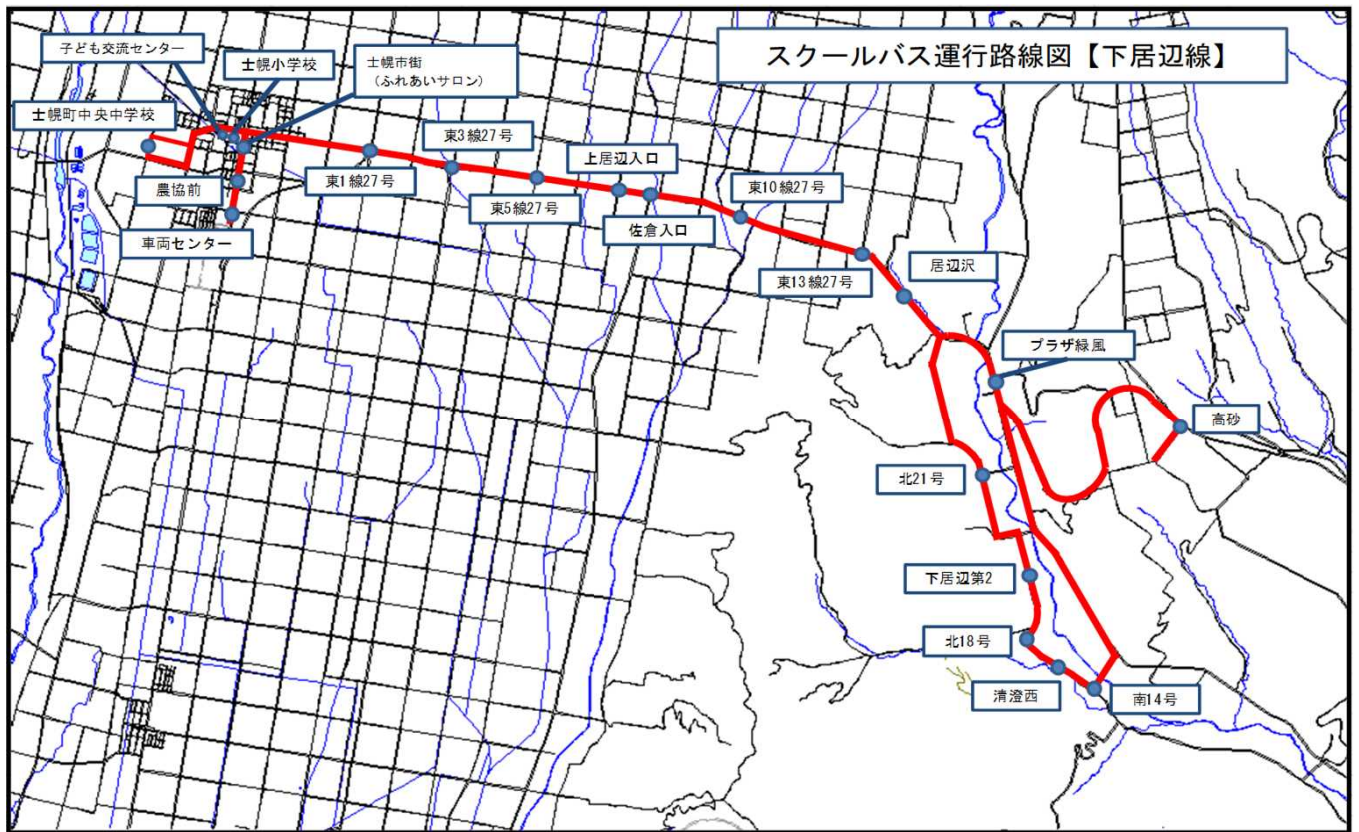 スクールバス運行路線図【下居辺線】
子ども交流センター
士幌小学校
士幌市街
(ふれあいサロン)
士幌町中央中学校
農協前
車両センター
東1線27号
東3線27号
東5線27号
上居辺入口
佐倉入口
東10線27号
東13線27号
居辺沢
プラザ緑風
高砂
北21号
下居辺第2
北18号
清澄西
南14号